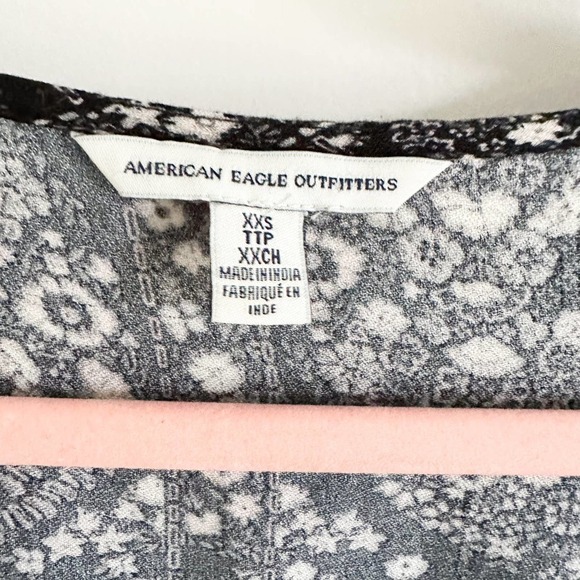 AMERICAN EAGLE OUTFITTERS
XXS
TTP
XXCH
MADE IN INDIA
FABRIQUÉ EN
INDE